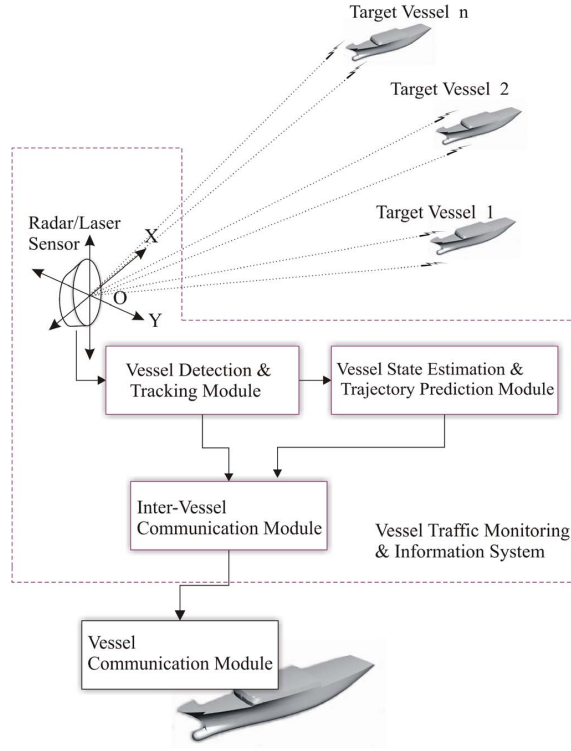 Target Vessel n
Target Vessel 2
Radar/Laser
Sensor
Target Vessel 1
X
O
Y
Vessel Detection &
Tracking Module
Vessel State Estimation &
Trajectory Prediction Module
Inter-Vessel
Communication Module
Vessel Traffic Monitoring
& Information System
Vessel
Communication Module